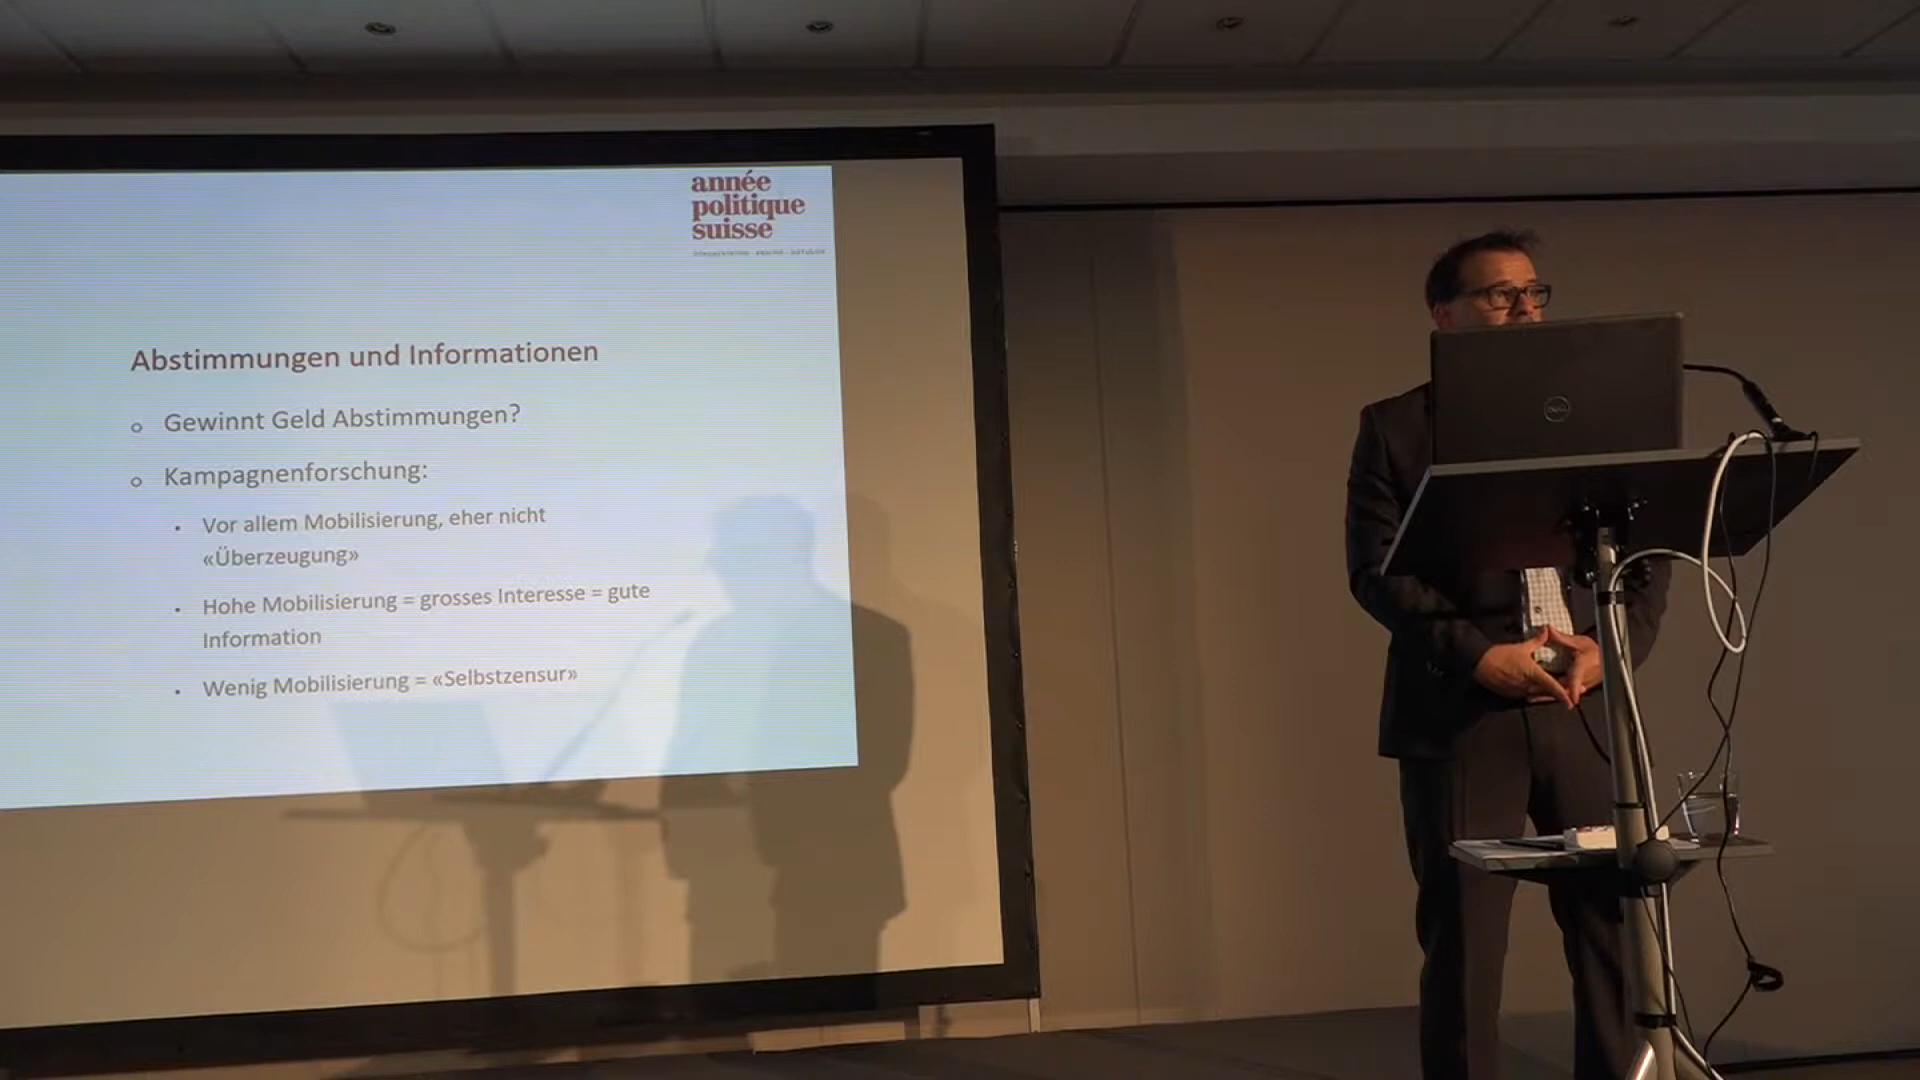 année
politique
suisse
Abstimmungen und Informationen
Gewinnt Geld Abstimmungen?
Kampagnenforschung:
Vor allem Mobilisierung, eher nicht
«Überzeugung»
Hohe Mobilisierung = grosses Interesse = gute
Information
Wenig Mobilisierung = «Selbstzensur»
DELL